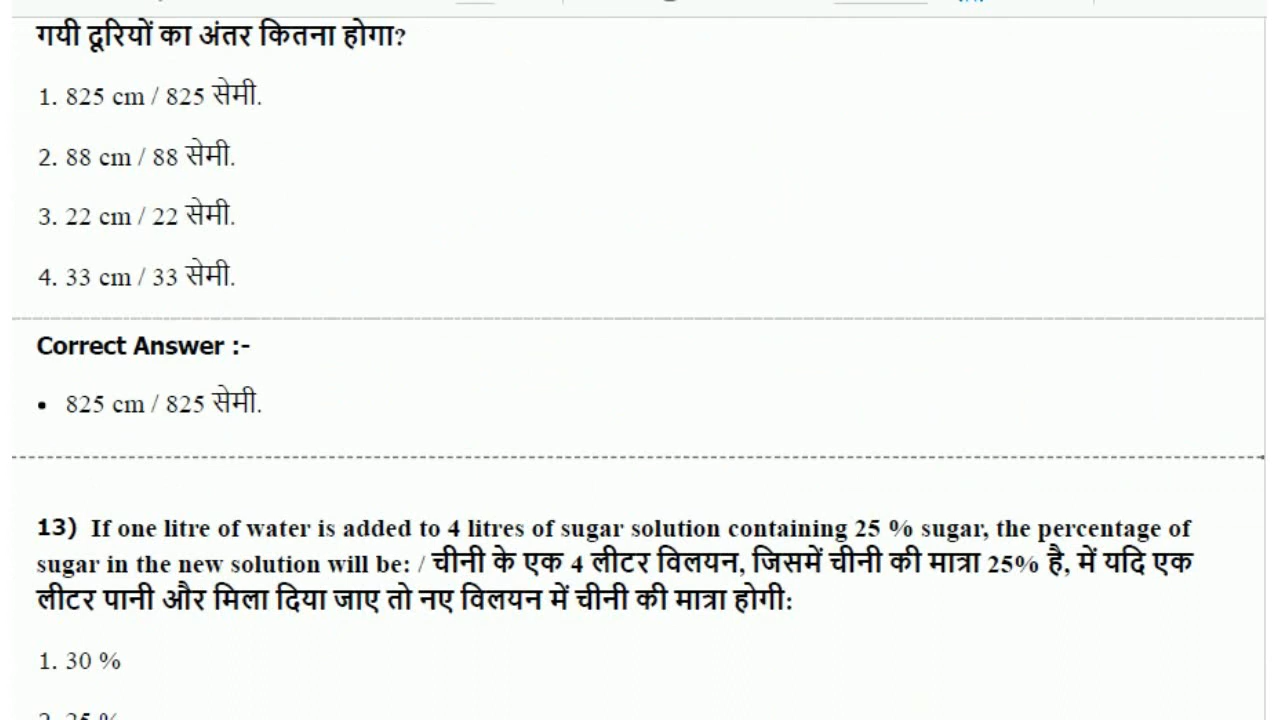 गयी दूरियों का अंतर कितना होगा?
1. 825 cm / 825 सेमी.
2. 88 cm / 88 सेमी.
3. 22 cm / 22 सेमी.
4. 33 cm / 33 सेमी.
Correct Answer :-
• 825 cm / 825 सेमी.
13) If one litre of water is added to 4 litres of sugar solution containing 25 % sugar, the percentage of
sugar in the new solution will be: / चीनी के एक 4 लीटर विलयन, जिसमें चीनी की मात्रा 25% है, में यदि एक
लीटर पानी और मिला दिया जाए तो नए विलयन में चीनी की मात्रा होगी:
1. 30 %